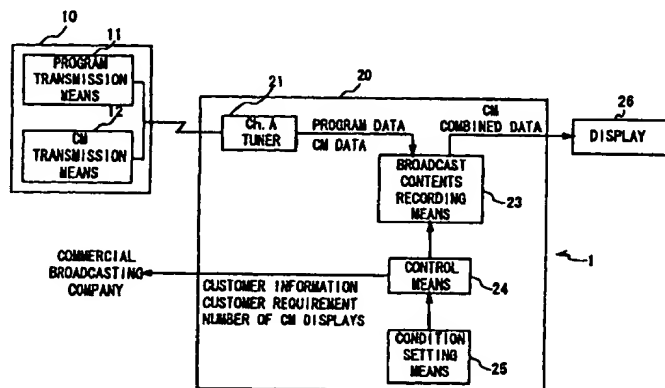 10
11
PROGRAM
TRANSMISSION
MEANS
12
CM
TRANSMISSION
MEANS
20
21
Ch. A
TUNER
PROGRAM DATA
CM DATA
CM
COMBINED DATA
26
DISPLAY
BROADCAST
CONTENTS
RECORDING
MEANS
23
1
COMMERCIAL
BROADCASTING
COMPANY
CONTROL
MEANS
24
CUSTOMER INFORMATION
CUSTOMER REQUIREMENT
NUMBER OF CM DISPLAYS
CONDITION
SETTING
MEANS
25